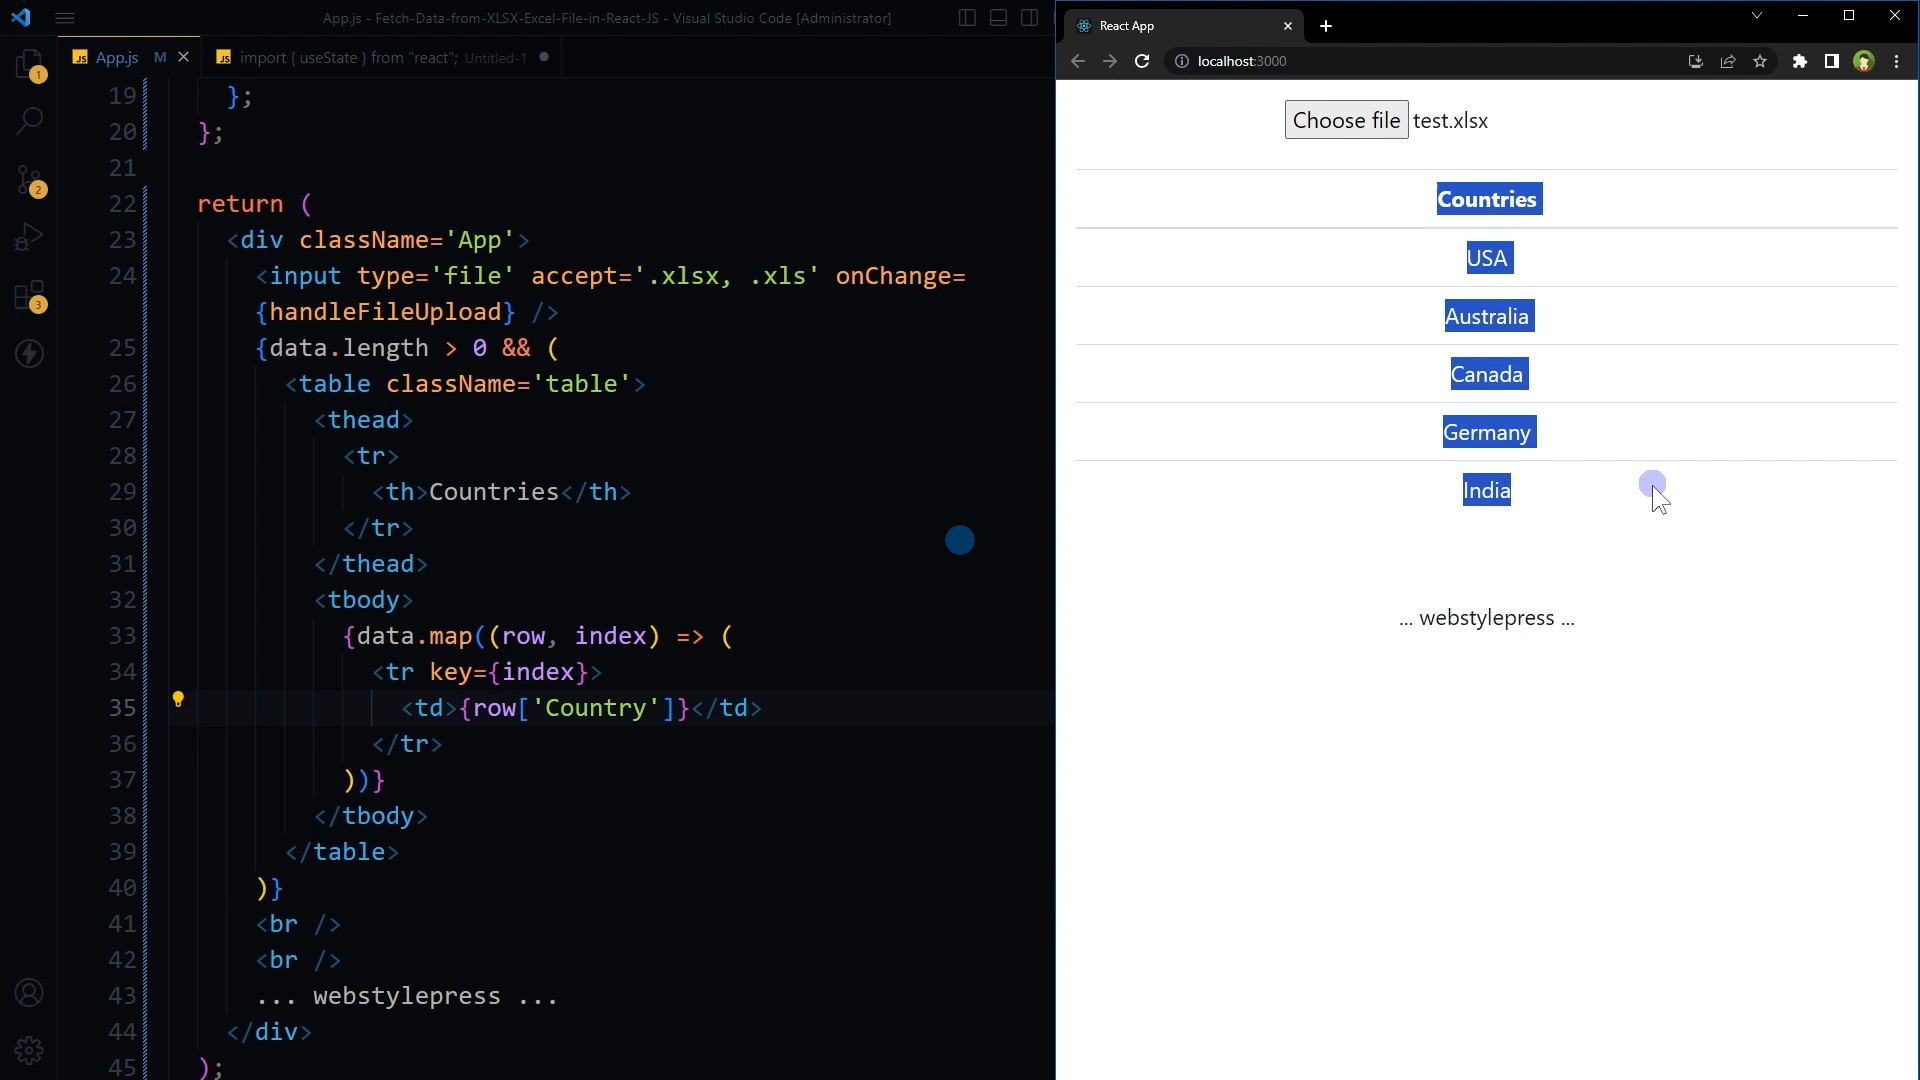 App.js - Fetch-Data-from-XLSX-Excel-File-in-React-JS - Visual Studio Code [Administrator]
App.js M
import { useState } from "react"; Untitled-1
1
2
3
19 };
20 };
21
22 return (
23 <div className='App'>
24 <input type='file' accept='.xlsx, .xls' onChange=
{handleFileUpload} />
25 {data.length > 0 && (
26 <table className='table'>
27 <thead>
28 <tr>
29 <th>Countries</th>
30 </tr>
31 </thead>
32 <tbody>
33 {data.map((row, index) => (
34 <tr key={index}>
35 <td>{row['Country']}</td>
36 </tr>
37 ))}
38 </tbody>
39 </table>
40 )}
41 <br />
42 <br />
43 ... webstylepress ...
44 </div>
45 );
React App
localhost:3000
Choose file test.xlsx
Countries
USA
Australia
Canada
Germany
India
... webstylepress ...